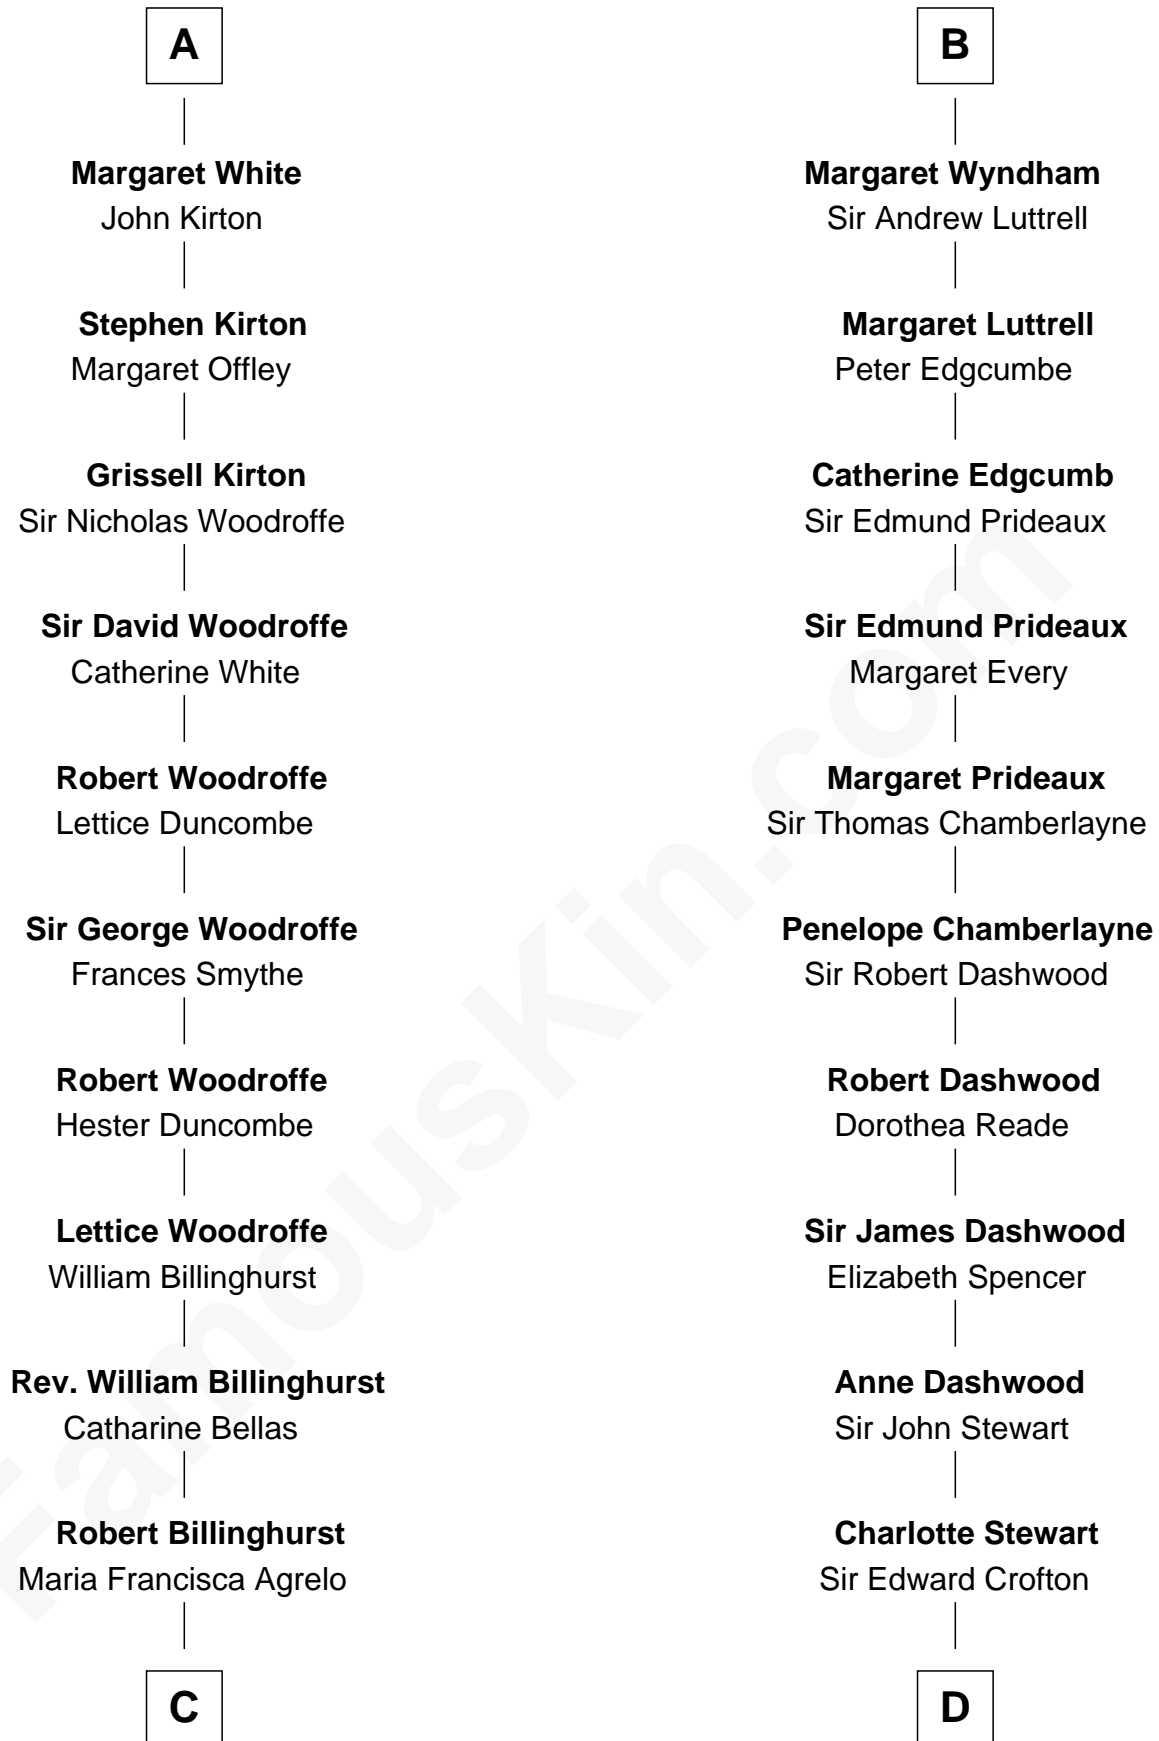 A
Margaret White
John Kirton
Stephen Kirton
Margaret Offley
Grissell Kirton
Sir Nicholas Woodroffe
Sir David Woodroffe
Catherine White
Robert Woodroffe
Lettice Duncombe
Sir George Woodroffe
Frances Smythe
Robert Woodroffe
Hester Duncombe
Lettice Woodroffe
William Billinghurst
Rev. William Billinghurst
Catharine Bellas
Robert Billinghurst
Maria Francisca Agrelo
C
B
Margaret Wyndham
Sir Andrew Luttrell
Margaret Luttrell
Peter Edgcumbe
Catherine Edgcumb
Sir Edmund Prideaux
Sir Edmund Prideaux
Margaret Every
Margaret Prideaux
Sir Thomas Chamberlayne
Penelope Chamberlayne
Sir Robert Dashwood
Robert Dashwood
Dorothea Reade
Sir James Dashwood
Elizabeth Spencer
Anne Dashwood
Sir John Stewart
Charlotte Stewart
Sir Edward Crofton
D
FamousKin.com